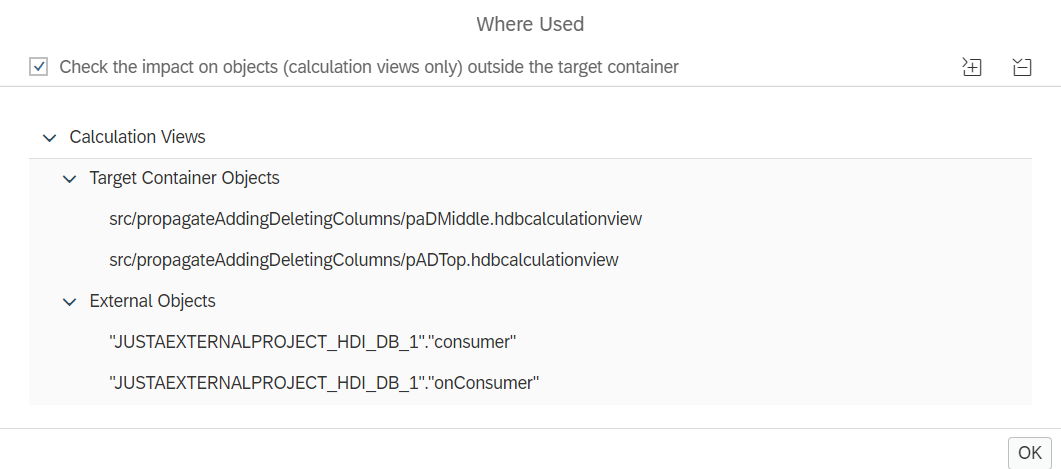 Where Used
Check the impact on objects (calculation views only) outside the target container
Calculation Views
Target Container Objects
src/propagateAddingDeletingColumns/paDMiddle.hdbcalculationview
src/propagateAddingDeletingColumns/pADTop.hdbcalculationview
External Objects
"JUSTAEXTERNALPROJECT_HDI_DB_1"."consumer"
"JUSTAEXTERNALPROJECT_HDI_DB_1"."onConsumer"
OK